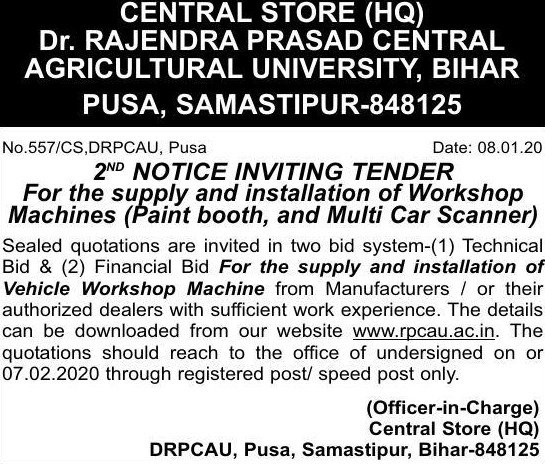 CENTRAL STORE (HQ)
Dr. RAJENDRA PRASAD CENTRAL
AGRICULTURAL UNIVERSITY, BIHAR
PUSA, SAMASTIPUR-848125
No.557/CS,DRPCAU, Pusa Date: 08.01.20
2ND NOTICE INVITING TENDER
For the supply and installation of Workshop
Machines (Paint booth, and Multi Car Scanner)
Sealed quotations are invited in two bid system-(1) Technical
Bid & (2) Financial Bid For the supply and installation of
Vehicle Workshop Machine from Manufacturers / or their
authorized dealers with sufficient work experience. The details
can be downloaded from our website www.rpcau.ac.in. The
quotations should reach to the office of undersigned on or
07.02.2020 through registered post/ speed post only.
(Officer-in-Charge)
Central Store (HQ)
DRPCAU, Pusa, Samastipur, Bihar-848125